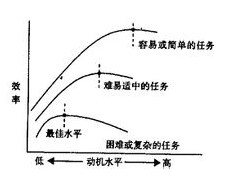 容易或简单的任务
效率
难易适中的任务
最佳水平
困难或复杂的任务
低 动机水平 高